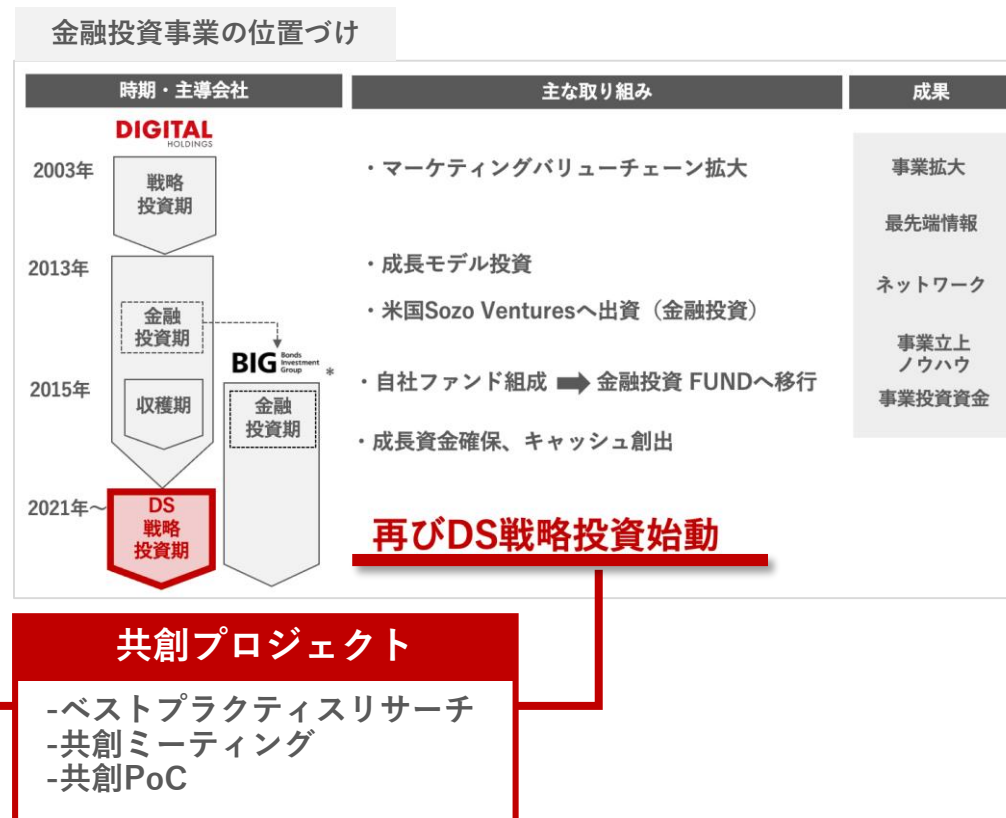 金融投資事業の位置づけ
時期・主導会社
主な取り組み
成果
DIGITAL
HOLDINGS
2003年
戦略
投資期
・マーケティングバリューチェーン拡大
事業拡大
最先端情報
2013年
・成長モデル投資
ネットワーク
金融
投資期
・米国Sozo Venturesへ出資（金融投資）
BIG Bonds
Investment
Group *
事業立上
ノウハウ
2015年
収穫期
金融
投資期
・自社ファンド組成 ➡ 金融投資 FUNDへ移行
事業投資資金
・成長資金確保、キャッシュ創出
2021年～
DS
戦略
投資期
再びDS戦略投資始動
共創プロジェクト
-ベストプラクティスリサーチ
-共創ミーティング
-共創PoC